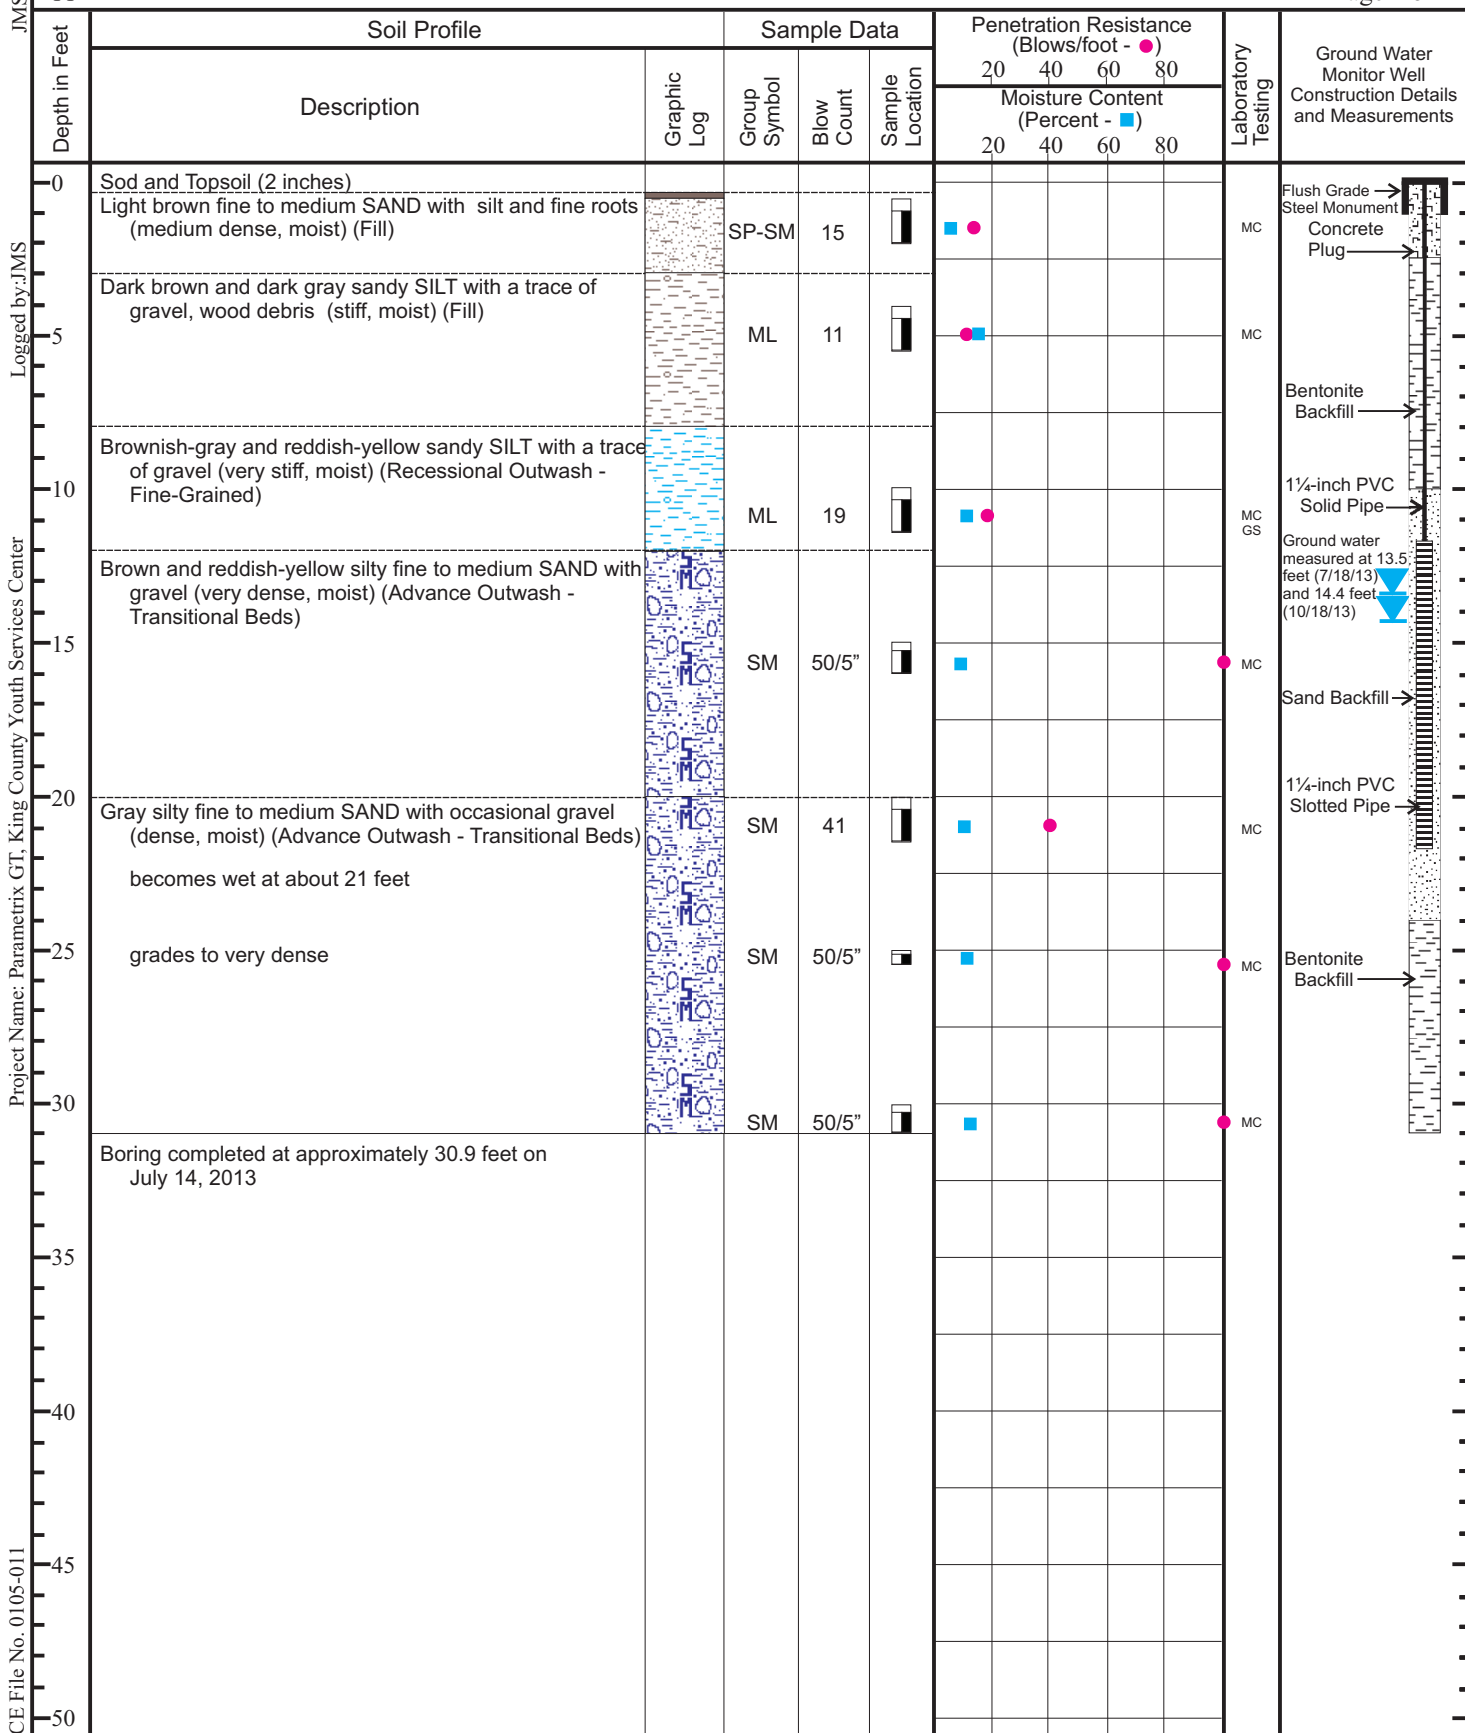 Soil Profile
Sample Data
Penetration Resistance
(Blows/foot - ●)
20 40 60 80
Moisture Content
(Percent - ■)
20 40 60 80
Depth in Feet
Description
Graphic
Log
Group
Symbol
Blow
Count
Sample
Location
Laboratory
Testing
Ground Water
Monitor Well
Construction Details
and Measurements
0
Sod and Topsoil (2 inches)
Light brown fine to medium SAND with silt and fine roots
(medium dense, moist) (Fill)
SP-SM 15
MC
Flush Grade
Steel Monument
Concrete
Plug
Dark brown and dark gray sandy SILT with a trace of
gravel, wood debris (stiff, moist) (Fill)
5
ML 11
MC
Bentonite
Backfill
Brownish-gray and reddish-yellow sandy SILT with a trace
of gravel (very stiff, moist) (Recessional Outwash -
Fine-Grained)
10
ML 19
MC
GS
1¼-inch PVC
Solid Pipe
Ground water
measured at 13.5
feet (7/18/13)
and 14.4 feet
(10/18/13)
Brown and reddish-yellow silty fine to medium SAND with
gravel (very dense, moist) (Advance Outwash -
Transitional Beds)
15
SM 50/5”
MC
Sand Backfill
1¼-inch PVC
Slotted Pipe
20
Gray silty fine to medium SAND with occasional gravel
(dense, moist) (Advance Outwash - Transitional Beds)
SM 41
MC
becomes wet at about 21 feet
25
grades to very dense
SM 50/5”
MC
Bentonite
Backfill
30
SM 50/5”
MC
Boring completed at approximately 30.9 feet on
July 14, 2013
35
40
45
50
JMS
Logged by:JMS
Project Name: Parametrix GT, King County Youth Services Center
CE File No. 0105-011